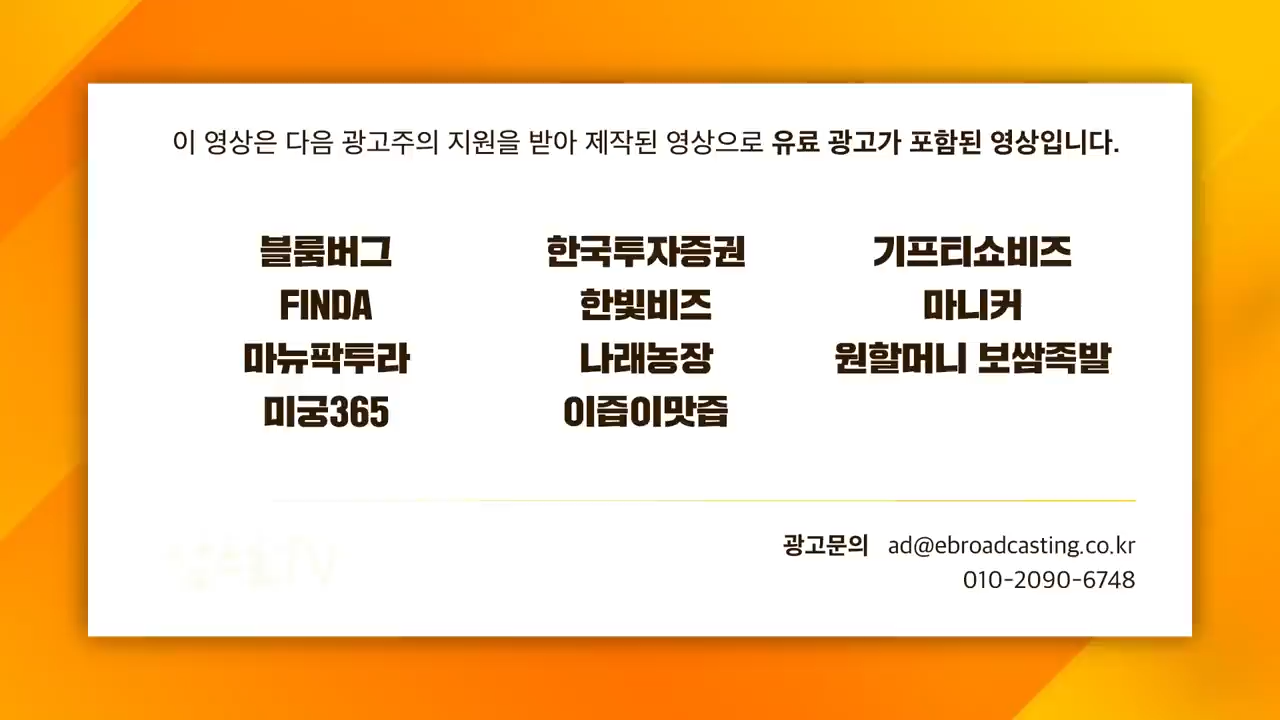 이 영상은 다음 광고주의 지원을 받아 제작된 영상으로 유료 광고가 포함된 영상입니다.
블룸버그 한국투자증권 기프티쇼비즈
FINDA 한빛비즈 마니커
마뉴팍투라 나래농장 원할머니 보쌈족발
미궁365 이즙이맛즙
광고문의 ad@ebroadcasting.co.kr
010-2090-6748